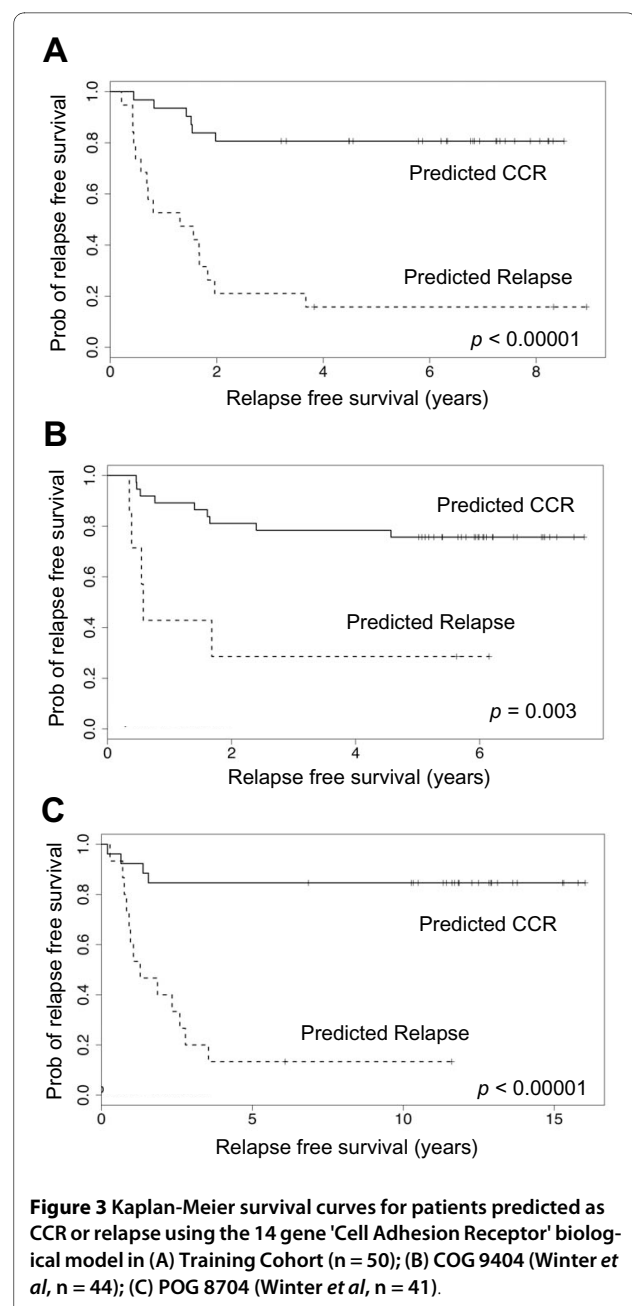 A
Prob of relapse free survival
1.0
0.8
0.6
0.4
0.2
0.0
Predicted CCR
Predicted Relapse
p < 0.00001
0 2 4 6 8
Relapse free survival (years)
B
Prob of relapse free survival
1.0
0.8
0.6
0.4
0.2
0.0
Predicted CCR
Predicted Relapse
p = 0.003
0 2 4 6
Relapse free survival (years)
C
Prob of relapse free survival
1.0
0.8
0.6
0.4
0.2
0.0
Predicted CCR
Predicted Relapse
p < 0.00001
0 5 10 15
Relapse free survival (years)
Figure 3 Kaplan-Meier survival curves for patients predicted as
CCR or relapse using the 14 gene 'Cell Adhesion Receptor' biolog-
ical model in (A) Training Cohort (n = 50); (B) COG 9404 (Winter et
al, n = 44); (C) POG 8704 (Winter et al, n = 41).